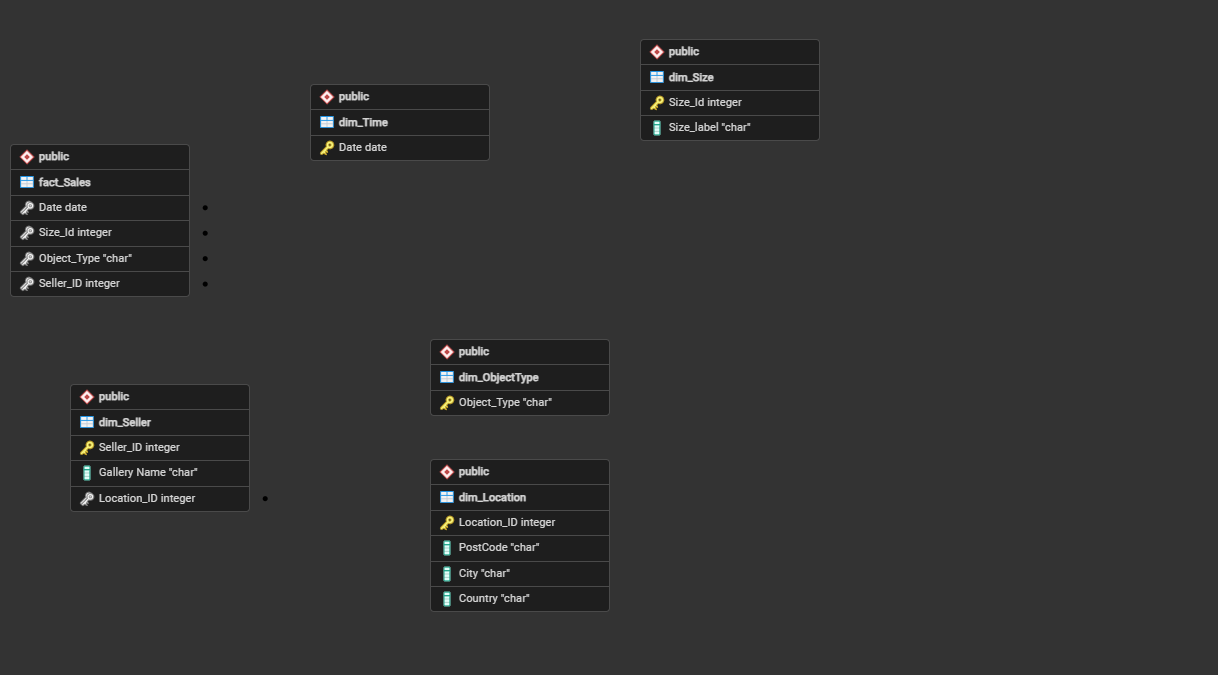 public
fact_Sales
Date date
Size_Id integer
Object_Type "char"
Seller_ID integer
public
dim_Time
Date date
public
dim_Size
Size_Id integer
Size_label "char"
public
dim_Seller
Seller_ID integer
Gallery Name "char"
Location_ID integer
public
dim_ObjectType
Object_Type "char"
public
dim_Location
Location_ID integer
PostCode "char"
City "char"
Country "char"